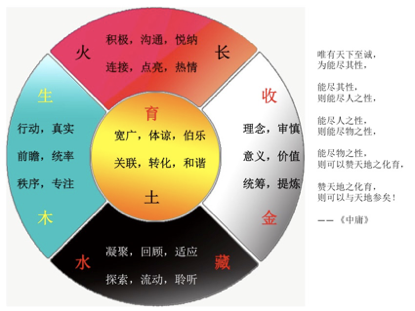 火
长
积极，沟通，悦纳
连接，点亮，热情
生
行动，真实
前瞻，统率
秩序，专注
木
育
宽广，体谅，伯乐
关联，转化，和谐
土
收
理念，审慎
意义，价值
统筹，提炼
金
水
藏
凝聚，回顾，适应
探索，流动，聆听
唯有天下至诚，
为能尽其性，
能尽其性，
则能尽人之性，
能尽人之性，
则能尽物之性，
能尽物之性，
则可以赞天地之化育，
赞天地之化育，
则可以与天地参矣！
——《中庸》